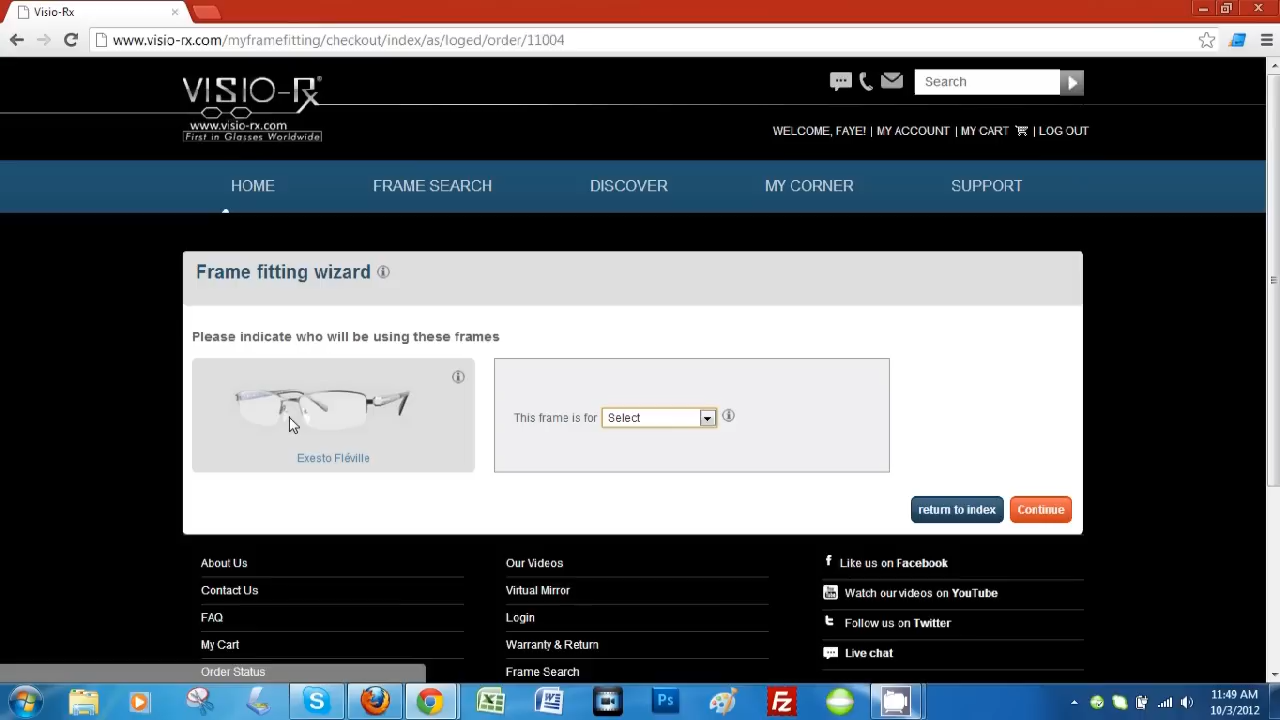 Visio-Rx
www.visio-rx.com/myframefitting/checkout/index/as/loged/order/11004
VISIO-Rx
www.visio-rx.com
First in Glasses Worldwide
Search
WELCOME, FAYE! | MY ACCOUNT | MY CART | LOG OUT
HOME FRAME SEARCH DISCOVER MY CORNER SUPPORT
Frame fitting wizard
Please indicate who will be using these frames
This frame is for Select
Exesto Fléville
return to index Continue
About Us Our Videos Like us on Facebook
Contact Us Virtual Mirror Watch our videos on YouTube
FAQ Login Follow us on Twitter
My Cart Warranty & Return Live chat
Order Status Frame Search
11:49 AM
10/3/2012